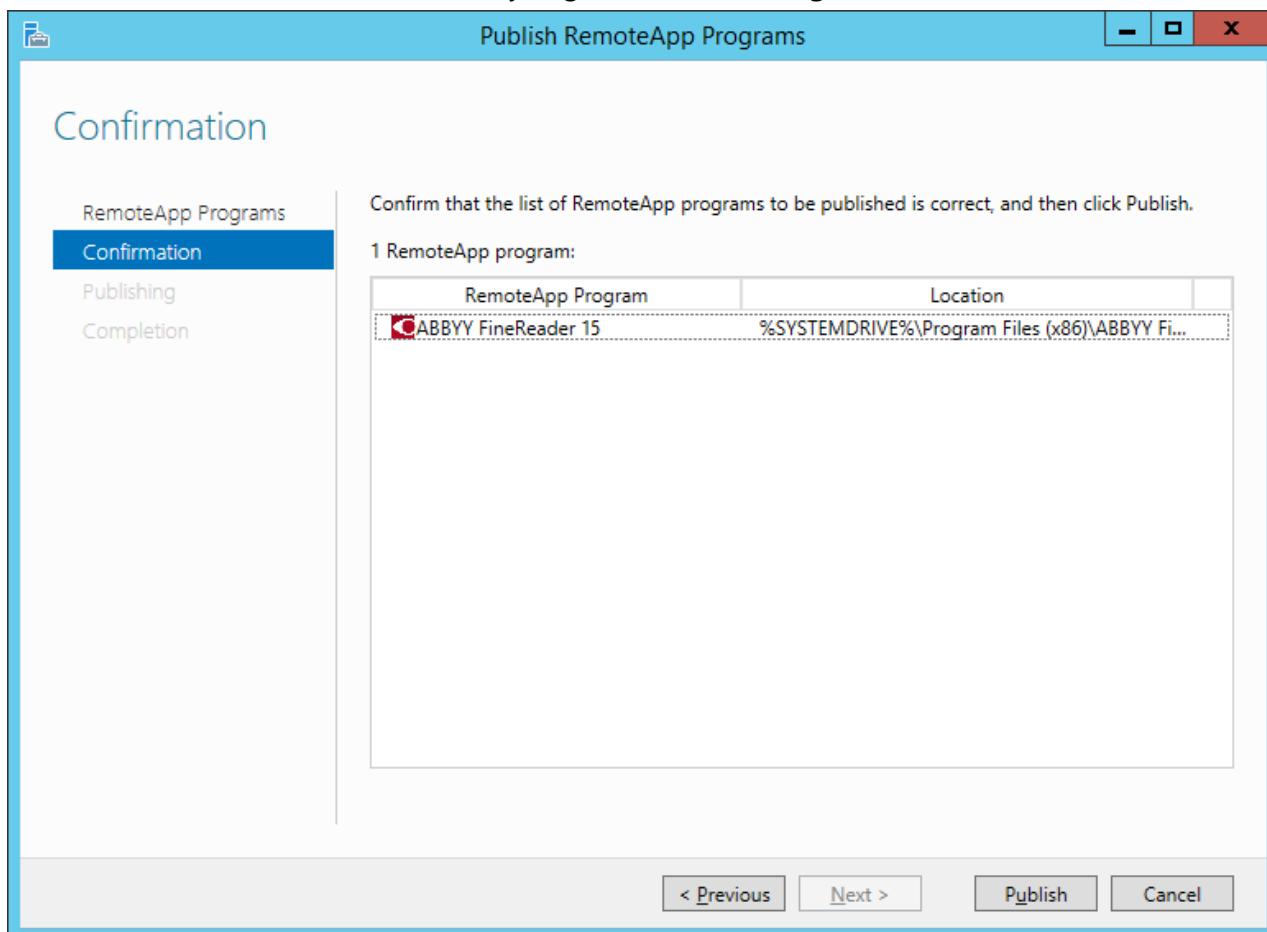 Publish RemoteApp Programs
Confirmation
RemoteApp Programs
Confirmation
Publishing
Completion
Confirm that the list of RemoteApp programs to be published is correct, and then click Publish.
1 RemoteApp program:
RemoteApp Program Location
ABBYY FineReader 15 %SYSTEMDRIVE%\Program Files (x86)\ABBYY Fi...
< Previous Next > Publish Cancel